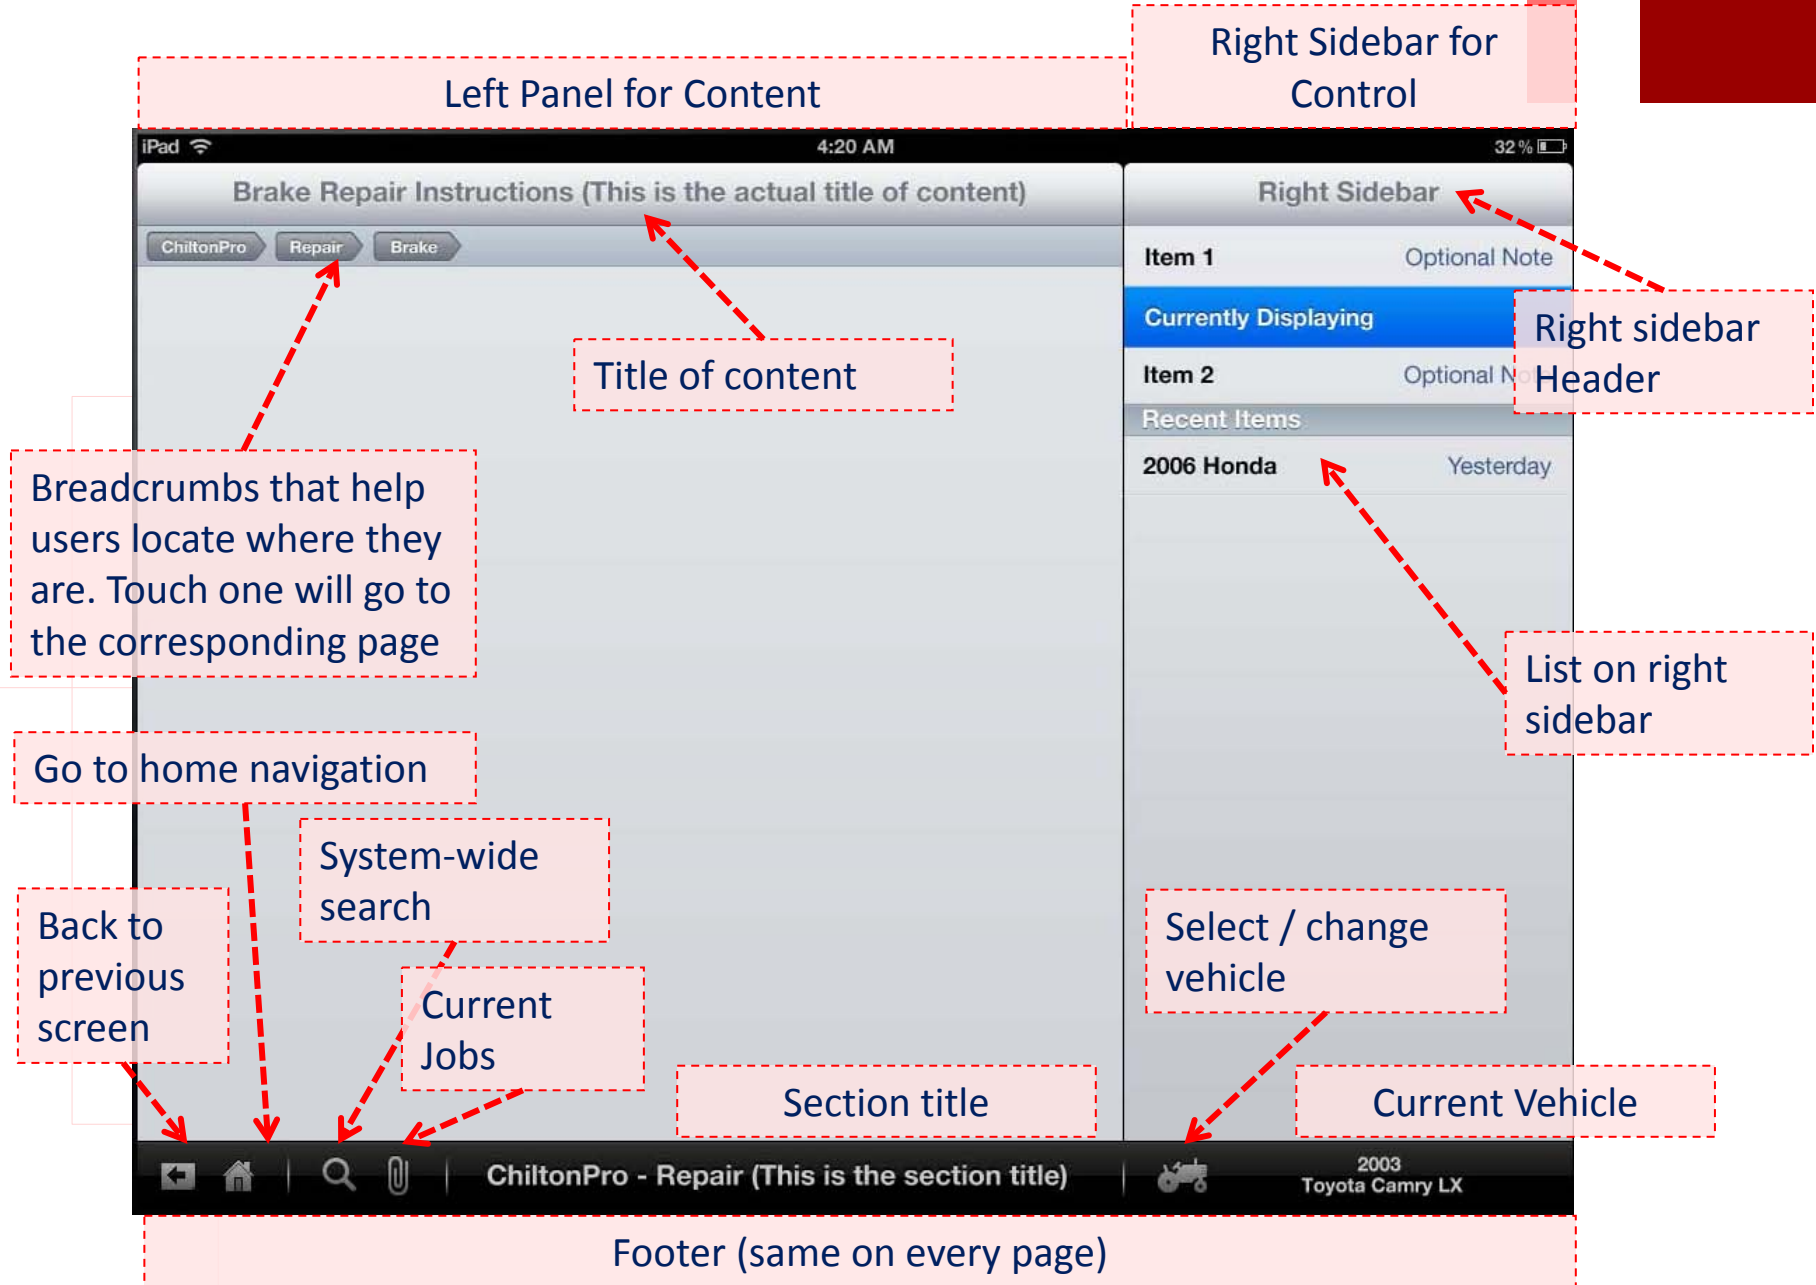 Right Sidebar for
Control
Left Panel for Content
iPad
4:20 AM
32%
Brake Repair Instructions (This is the actual title of content)
Right Sidebar
ChiltonPro
Repair
Brake
Item 1
Optional Note
Currently Displaying
Right sidebar
Header
Title of content
Item 2
Optional Note
Recent Items
2006 Honda
Yesterday
Breadcrumbs that help
users locate where they
are. Touch one will go to
the corresponding page
List on right
sidebar
Go to home navigation
System-wide
search
Back to
previous
screen
Select / change
vehicle
Current
Jobs
Section title
Current Vehicle
ChiltonPro - Repair (This is the section title)
2003
Toyota Camry LX
Footer (same on every page)